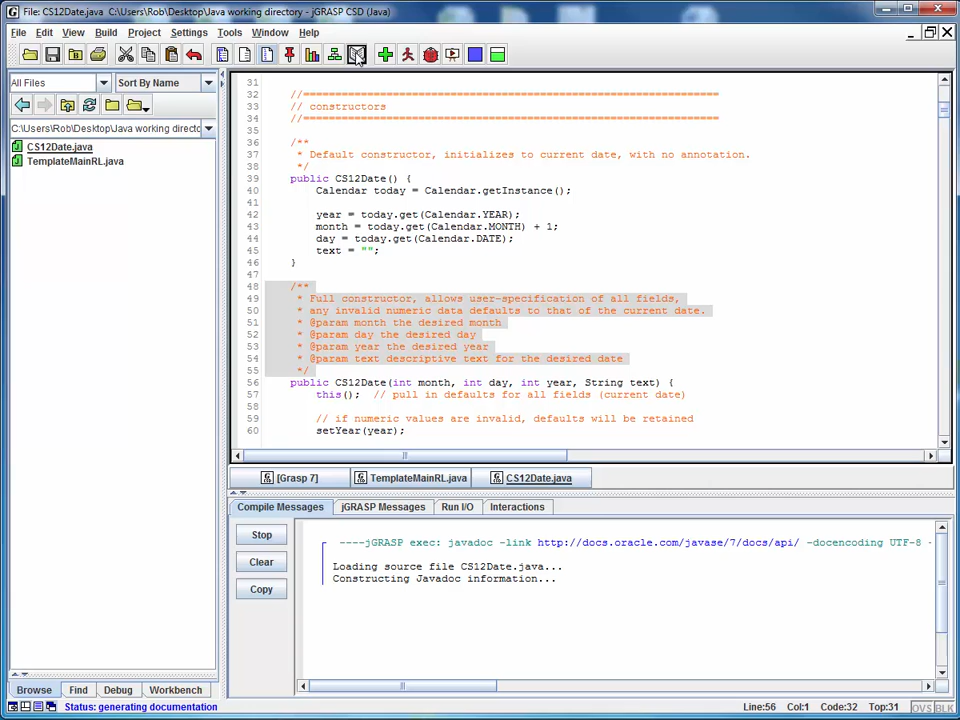 File: CS12Date.java  C:\Users\Rob\Desktop\Java working directory - jGRASP CSD (Java)
File Edit View Build Project Settings Tools Window Help
All Files Sort By Name
C:\Users\Rob\Desktop\Java working directc
CS12Date.java
TemplateMainRL.java
31
32 //===================================================================
33 // constructors
34 //===================================================================
35
36 /**
37 * Default constructor, initializes to current date, with no annotation.
38 */
39 public CS12Date() {
40 Calendar today = Calendar.getInstance();
41
42 year = today.get(Calendar.YEAR);
43 month = today.get(Calendar.MONTH) + 1;
44 day = today.get(Calendar.DATE);
45 text = "";
46 }
47
48 /**
49 * Full constructor, allows user-specification of all fields,
50 * any invalid numeric data defaults to that of the current date.
51 * @param month the desired month
52 * @param day the desired day
53 * @param year the desired year
54 * @param text descriptive text for the desired date
55 */
56 public CS12Date(int month, int day, int year, String text) {
57 this();  // pull in defaults for all fields (current date)
58
59 // if numeric values are invalid, defaults will be retained
60 setYear(year);
[Grasp 7] TemplateMainRL.java CS12Date.java
Compile Messages jGRASP Messages Run I/O Interactions
Stop
Clear
Copy
----jGRASP exec: javadoc -link http://docs.oracle.com/javase/7/docs/api/ -docencoding UTF-8 -
Loading source file CS12Date.java...
Constructing Javadoc information...
Browse Find Debug Workbench
Status: generating documentation
Line:56 Col:1 Code:32 Top:31 OVS BLK